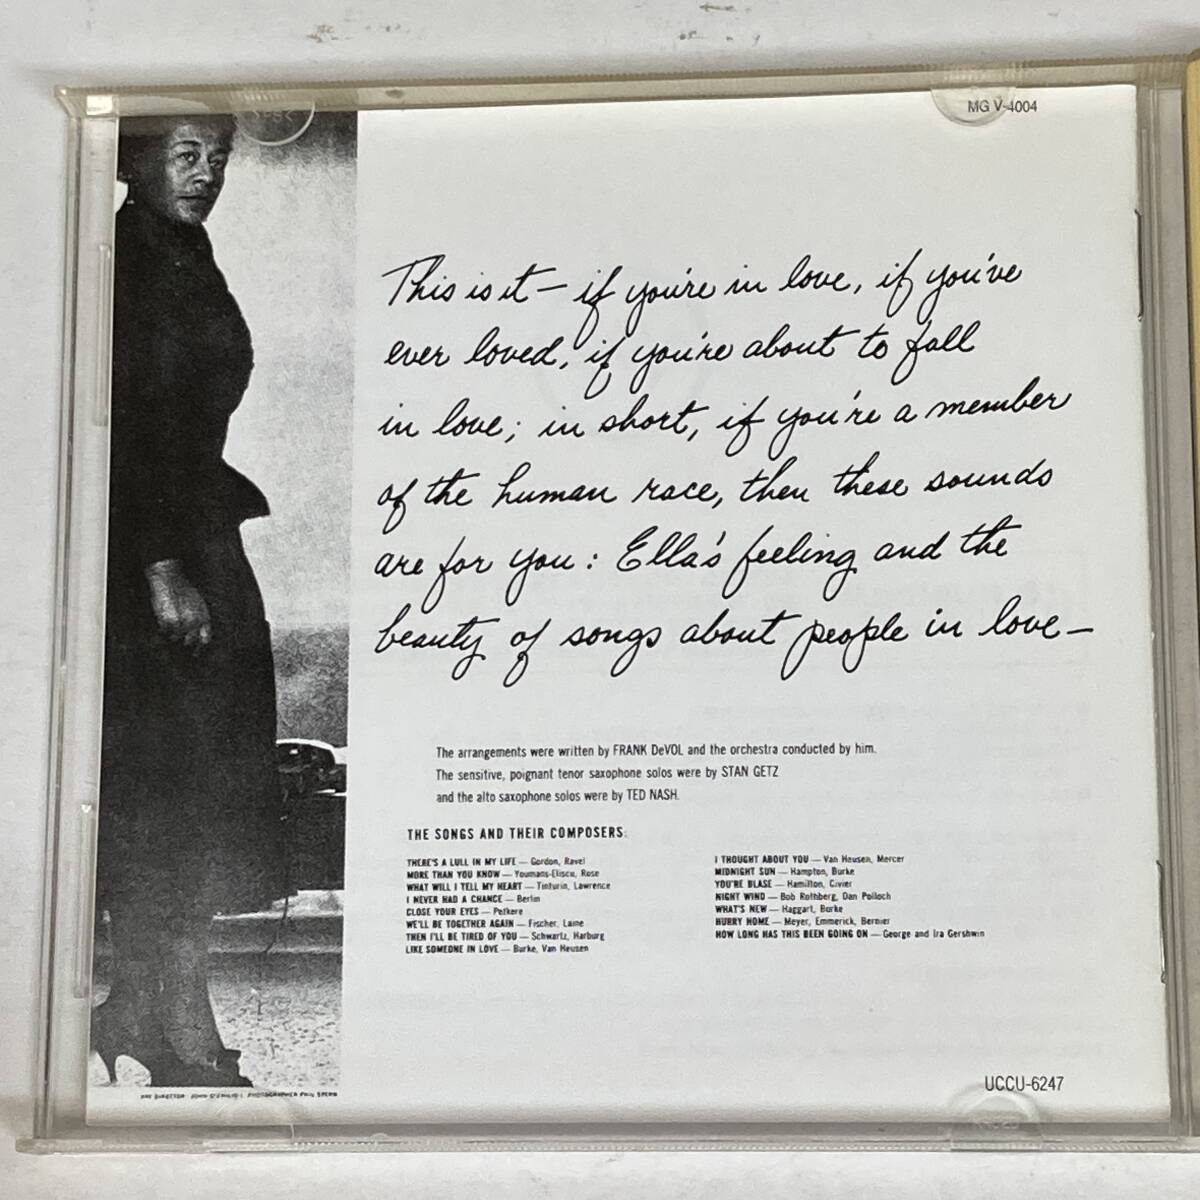 MG V-4004
This is it — if you're in love, if you've
ever loved, if you're about to fall
in love; in short, if you're a member
of the human race, then these sounds
are for you: Ella's feeling and the
beauty of songs about people in love —
The arrangements were written by FRANK DeVOL and the orchestra conducted by him.
The sensitive, poignant tenor saxophone solos were by STAN GETZ
and the alto saxophone solos were by TED NASH.
THE SONGS AND THEIR COMPOSERS:
THERE'S A LULL IN MY LIFE — Gordon, Revel
MORE THAN YOU KNOW — Youmans-Eliscu, Rose
WHAT WILL I TELL MY HEART — Tinturin, Lawrence
I NEVER HAD A CHANCE — Berlin
CLOSE YOUR EYES — Petkere
WE'LL BE TOGETHER AGAIN — Fischer, Laine
THEN I'LL BE TIRED OF YOU — Schwartz, Harburg
LIKE SOMEONE IN LOVE — Burke, Van Heusen
I THOUGHT ABOUT YOU — Van Heusen, Mercer
MIDNIGHT SUN — Hampton, Burke
YOU'RE BLASE — Hamilton,
NIGHT WIND — Bob Rothberg, Dan Pollock
WHAT'S NEW — Haggart, Burke
HURRY HOME — Meyer, Emmerick, Bernier
HOW LONG HAS THIS BEEN GOING ON — George and Ira Gershwin
ART DIRECTOR JOHN | PHOTOGRAPHER PHIL STERN
UCCU-6247